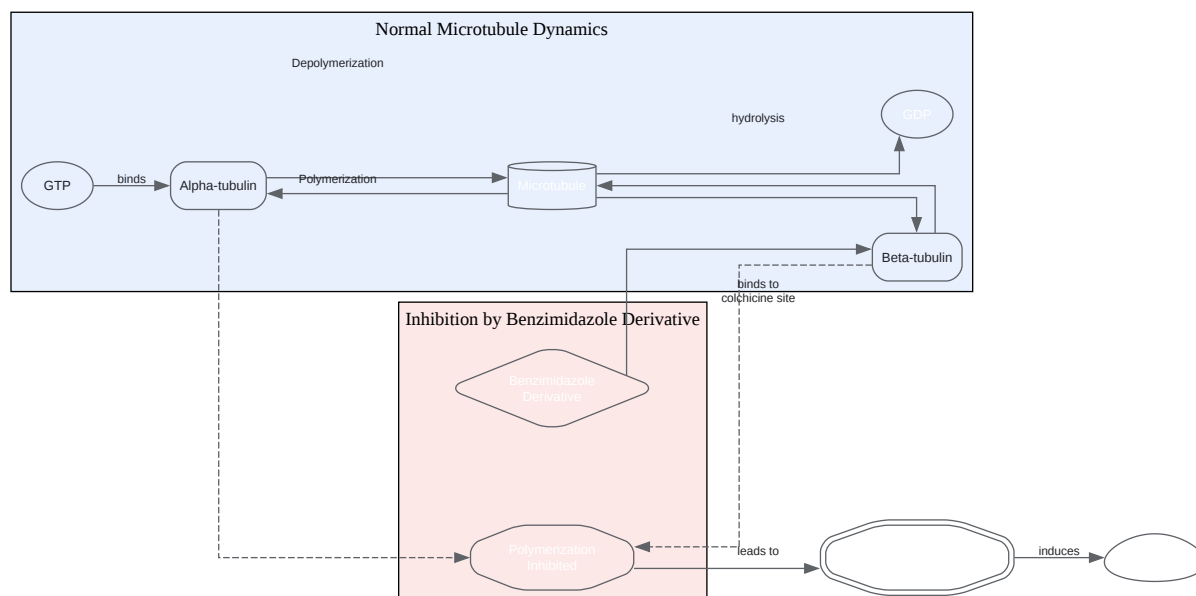 Normal Microtubule Dynamics
Depolymerization
GDP
hydrolysis
GTP
binds
Alpha-tubulin
Polymerization
Microtubule
Beta-tubulin
binds to
colchicine site
Inhibition by Benzimidazole Derivative
Benzimidazole
Derivative
Polymerization
Inhibited
leads to
induces